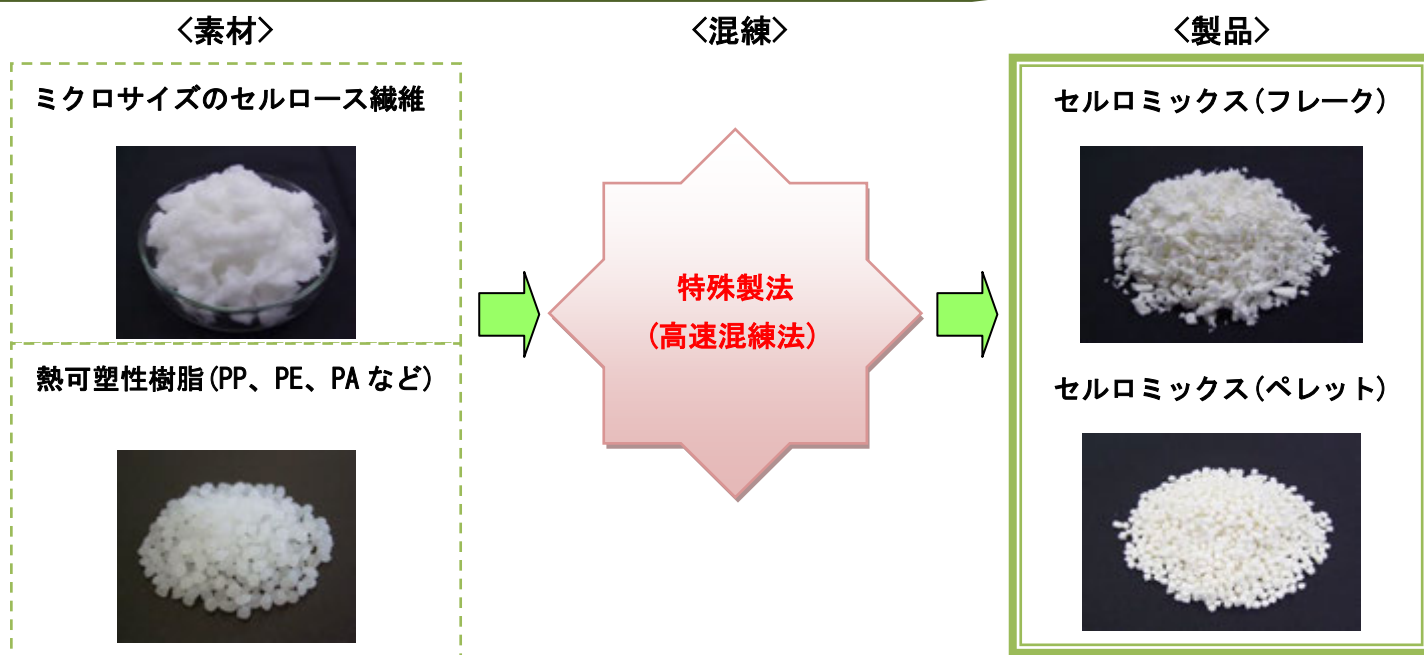 <素材>
ミクロサイズのセルロース繊維
熱可塑性樹脂(PP、PE、PA など)
<混練>
特殊製法
(高速混練法)
<製品>
セルロミックス(フレーク)
セルロミックス(ペレット)